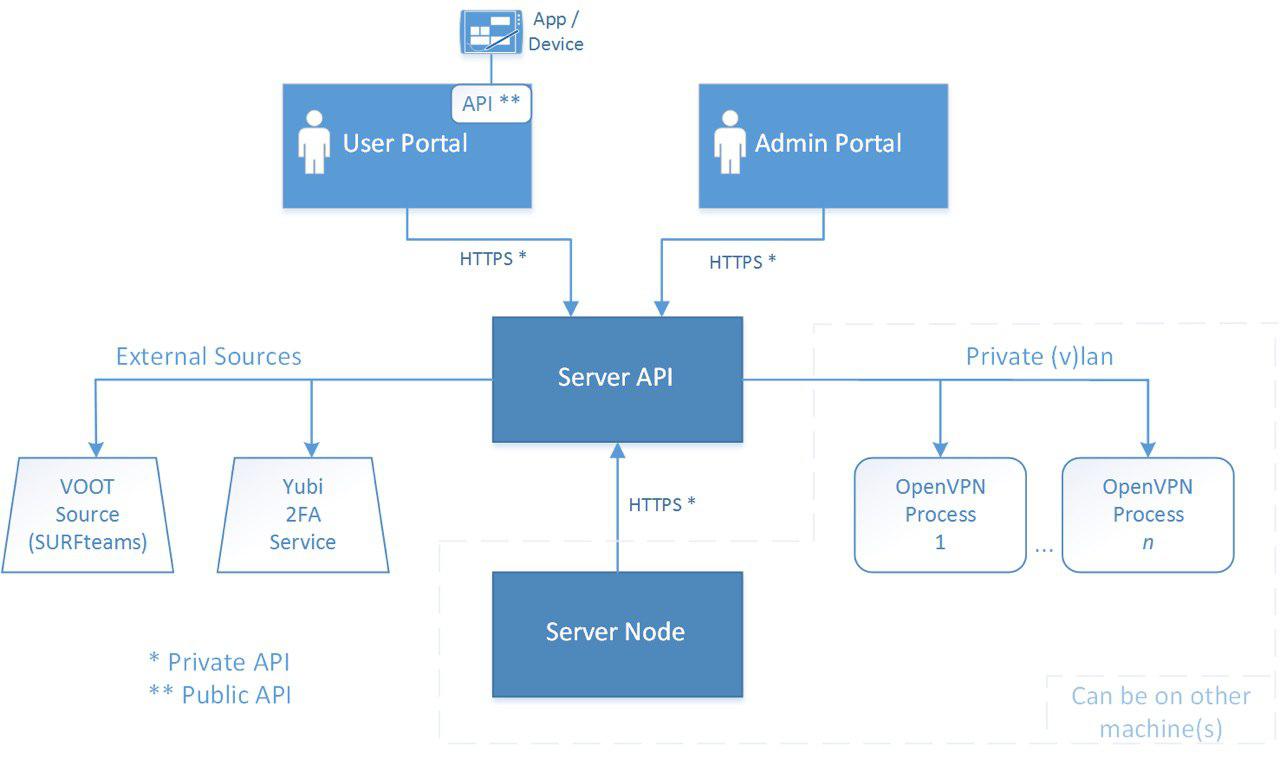 App /
Device
API **
User Portal
Admin Portal
HTTPS *
HTTPS *
External Sources
Server API
Private (v)lan
VOOT
Source
(SURFteams)
Yubi
2FA
Service
HTTPS *
OpenVPN
Process
1
...
OpenVPN
Process
n
Server Node
* Private API
** Public API
Can be on other
machine(s)